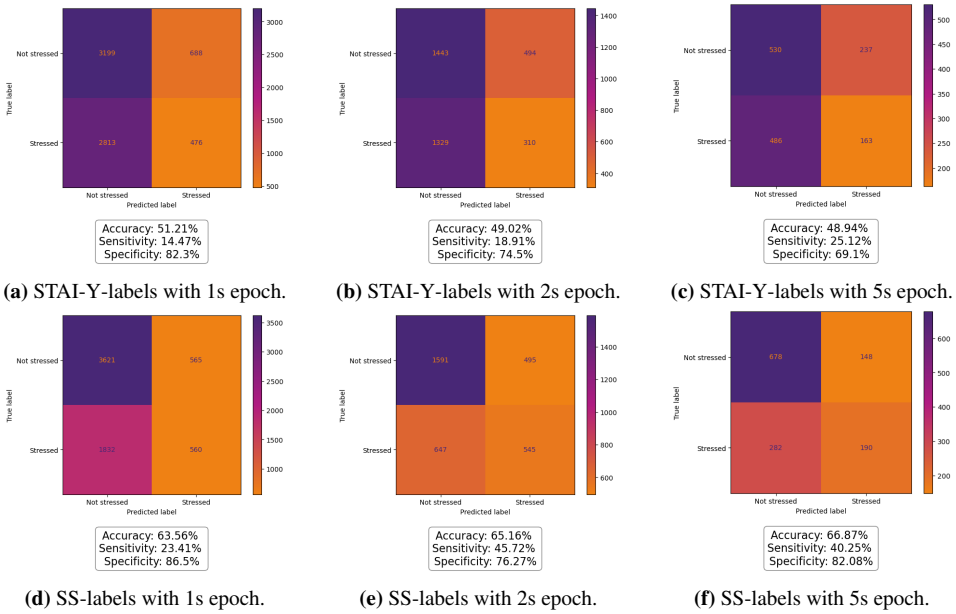 Not stressed
Stressed
True label
3199
688
2813
476
Not stressed
Stressed
Predicted label
3000
2500
2000
1500
1000
500
Accuracy: 51.21%
Sensitivity: 14.47%
Specificity: 82.3%
(a) STAI-Y-labels with 1s epoch.
Not stressed
Stressed
True label
1443
494
1329
310
Not stressed
Stressed
Predicted label
1400
1200
1000
800
600
400
Accuracy: 49.02%
Sensitivity: 18.91%
Specificity: 74.5%
(b) STAI-Y-labels with 2s epoch.
Not stressed
Stressed
True label
530
237
486
163
Not stressed
Stressed
Predicted label
500
450
400
350
300
250
200
Accuracy: 48.94%
Sensitivity: 25.12%
Specificity: 69.1%
(c) STAI-Y-labels with 5s epoch.
Not stressed
Stressed
True label
3621
565
1832
560
Not stressed
Stressed
Predicted label
3500
3000
2500
2000
1500
1000
Accuracy: 63.56%
Sensitivity: 23.41%
Specificity: 86.5%
(d) SS-labels with 1s epoch.
Not stressed
Stressed
True label
1591
495
647
545
Not stressed
Stressed
Predicted label
1400
1200
1000
800
600
Accuracy: 65.16%
Sensitivity: 45.72%
Specificity: 76.27%
(e) SS-labels with 2s epoch.
Not stressed
Stressed
True label
678
148
282
190
Not stressed
Stressed
Predicted label
600
500
400
300
200
Accuracy: 66.87%
Sensitivity: 40.25%
Specificity: 82.08%
(f) SS-labels with 5s epoch.